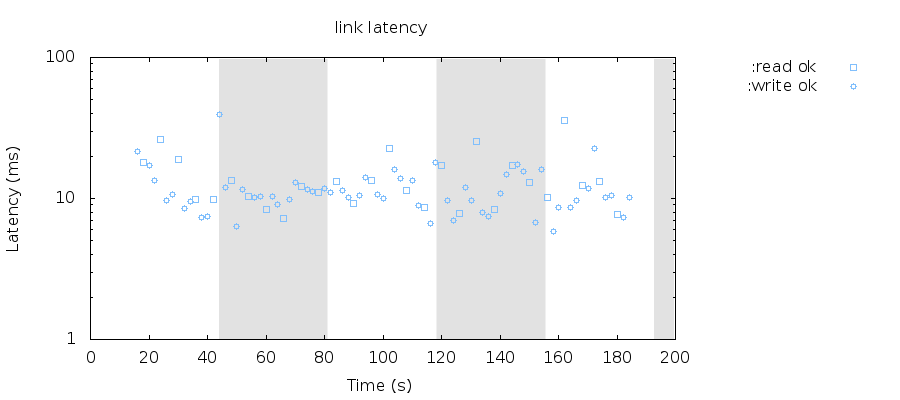 link latency
:read ok
:write ok
100
10
1
Latency (ms)
0 20 40 60 80 100 120 140 160 180 200
Time (s)